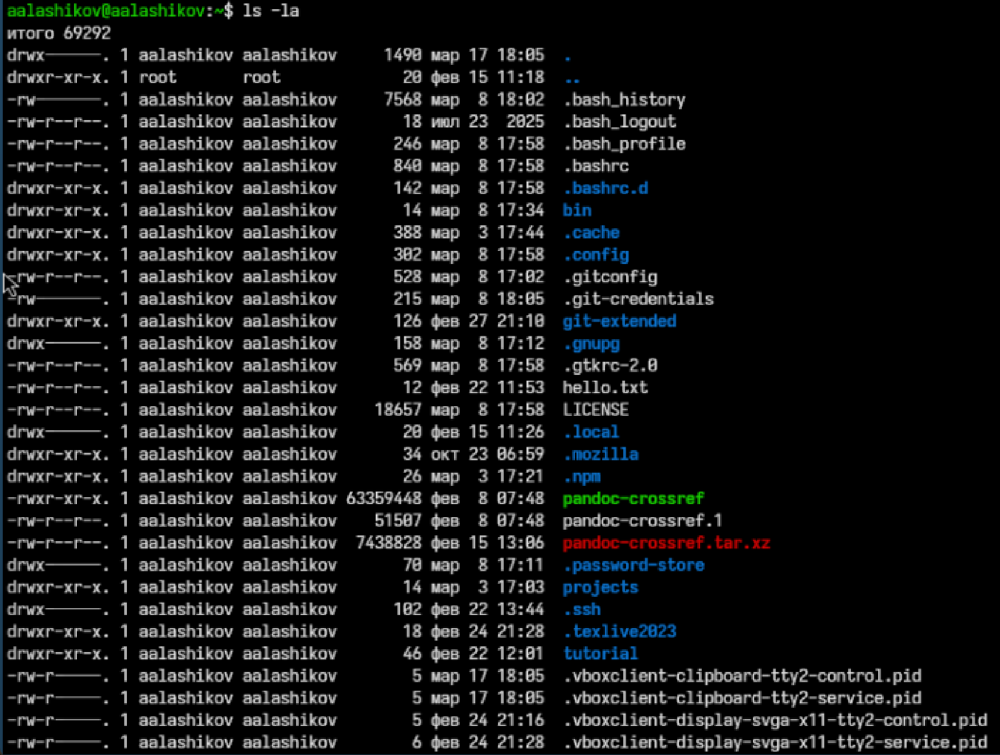 aalashikov@aalashikov:~$ ls -la
итого 69292
drwx------. 1 aalashikov aalashikov     1490 мар 17 18:05  .
drwxr-xr-x. 1 root       root             20 фев 15 11:18  ..
-rw-------. 1 aalashikov aalashikov     7568 мар  8 18:02  .bash_history
-rw-r--r--. 1 aalashikov aalashikov       18 июл 23  2025  .bash_logout
-rw-r--r--. 1 aalashikov aalashikov      246 мар  8 17:58  .bash_profile
-rw-r--r--. 1 aalashikov aalashikov      840 мар  8 17:58  .bashrc
drwxr-xr-x. 1 aalashikov aalashikov      142 мар  8 17:58  .bashrc.d
drwxr-xr-x. 1 aalashikov aalashikov       14 мар  8 17:34  bin
drwxr-xr-x. 1 aalashikov aalashikov      388 мар  3 17:44  .cache
drwxr-xr-x. 1 aalashikov aalashikov      302 мар  8 17:58  .config
-rw-r--r--. 1 aalashikov aalashikov      528 мар  8 17:02  .gitconfig
-rw-------. 1 aalashikov aalashikov      215 мар  8 18:05  .git-credentials
drwxr-xr-x. 1 aalashikov aalashikov      126 фев 27 21:10  git-extended
drwx------. 1 aalashikov aalashikov      158 мар  8 17:12  .gnupg
-rw-r--r--. 1 aalashikov aalashikov      569 мар  8 17:58  .gtkrc-2.0
-rw-r--r--. 1 aalashikov aalashikov       12 фев 22 11:53  hello.txt
-rw-r--r--. 1 aalashikov aalashikov    18657 мар  8 17:58  LICENSE
drwx------. 1 aalashikov aalashikov       20 фев 15 11:26  .local
drwxr-xr-x. 1 aalashikov aalashikov       34 окт 23 06:59  .mozilla
drwxr-xr-x. 1 aalashikov aalashikov       26 мар  3 17:21  .npm
-rwxr-xr-x. 1 aalashikov aalashikov 63359448 фев  8 07:48  pandoc-crossref
-rw-r--r--. 1 aalashikov aalashikov    51507 фев  8 07:48  pandoc-crossref.1
-rw-r--r--. 1 aalashikov aalashikov  7438828 фев 15 13:06  pandoc-crossref.tar.xz
drwx------. 1 aalashikov aalashikov       70 мар  8 17:11  .password-store
drwxr-xr-x. 1 aalashikov aalashikov       14 мар  3 17:03  projects
drwx------. 1 aalashikov aalashikov      102 фев 22 13:44  .ssh
drwxr-xr-x. 1 aalashikov aalashikov       18 фев 24 21:28  .texlive2023
drwxr-xr-x. 1 aalashikov aalashikov       46 фев 22 12:01  tutorial
-rw-r-----. 1 aalashikov aalashikov        5 мар 17 18:05  .vboxclient-clipboard-tty2-control.pid
-rw-r-----. 1 aalashikov aalashikov        5 мар 17 18:05  .vboxclient-clipboard-tty2-service.pid
-rw-r-----. 1 aalashikov aalashikov        5 фев 24 21:16  .vboxclient-display-svga-x11-tty2-control.pid
-rw-r-----. 1 aalashikov aalashikov        6 фев 24 21:28  .vboxclient-display-svga-x11-tty2-service.pid